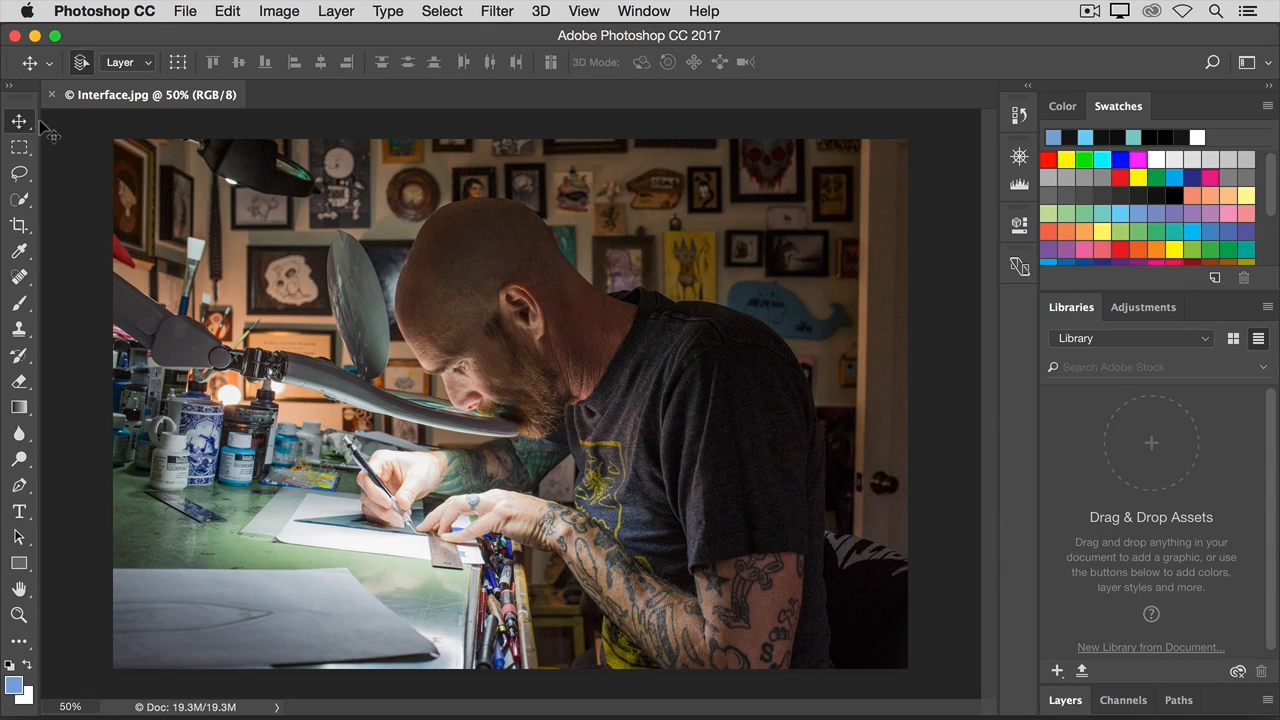 Photoshop CC File Edit Image Layer Type Select Filter 3D View Window Help
Adobe Photoshop CC 2017
Layer 3D Mode:
© Interface.jpg @ 50% (RGB/8)
Color Swatches
Libraries Adjustments
Library
Search Adobe Stock
Drag & Drop Assets
Drag and drop anything in your
document to add a graphic, or use
the buttons below to add colors,
layer styles and more.
New Library from Document...
50% © Doc: 19.3M/19.3M
Layers Channels Paths